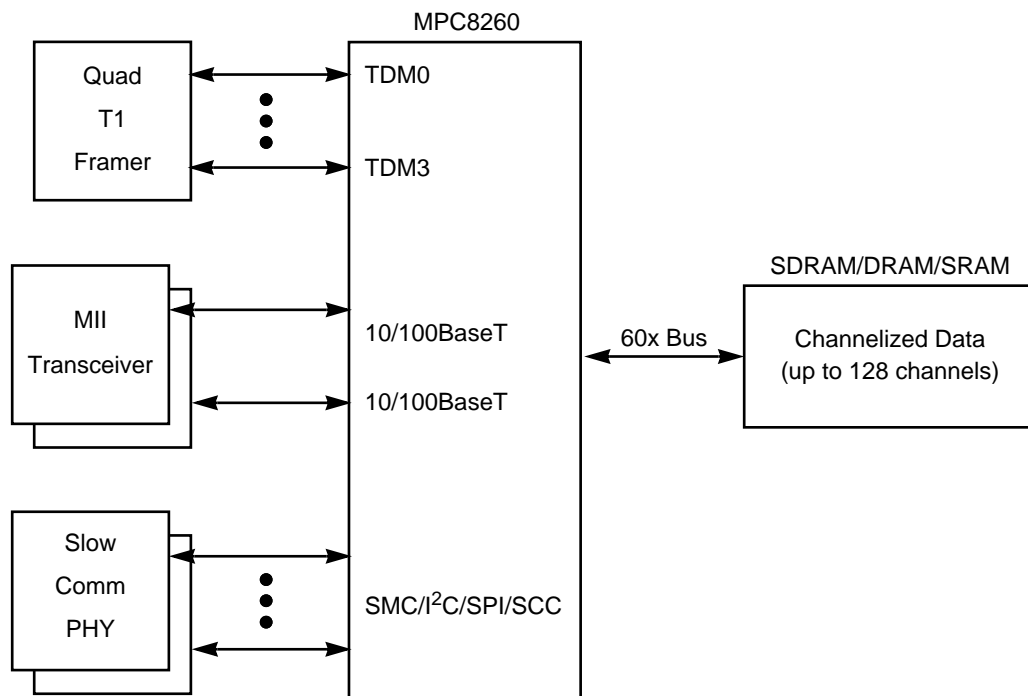 MPC8260
Quad
T1
Framer
TDM0
TDM3
MII
Transceiver
10/100BaseT
10/100BaseT
60x Bus
SDRAM/DRAM/SRAM
Channelized Data
(up to 128 channels)
Slow
Comm
PHY
SMC/I²C/SPI/SCC